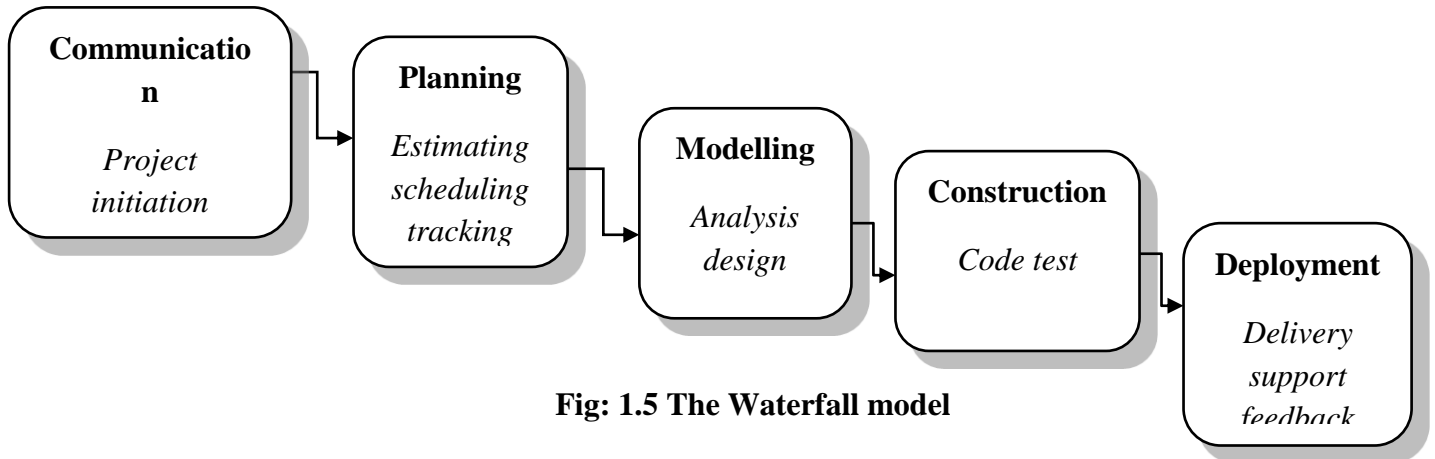 Communicatio
n
Project
initiation
Planning
Estimating
scheduling
tracking
Modelling
Analysis
design
Construction
Code test
Deployment
Delivery
support
feedback
Fig: 1.5 The Waterfall model